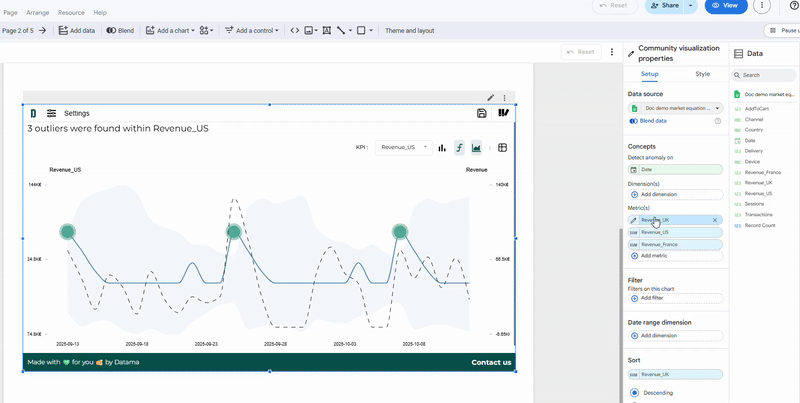 Page Arrange Resource Help
Reset
Share
View
Page 2 of 5
Add data
Blend
Add a chart
Add a control
Theme and layout
Pause u
Reset
Settings
3 outliers were found within Revenue_US
KPI :
Revenue_US
Revenue_US
Revenue
144K€
140K€
34.8K€
66.5K€
2025-09-13
2025-09-18
2025-09-23
2025-09-28
2025-10-03
2025-10-08
Made with 💚 for you by Datama
Contact us
Community visualization
properties
Setup
Style
Data source
Doc demo market equation ...
Blend data
Concepts
Detect anomaly on
Date
Dimension(s)
Add dimension
Metric(s)
Revenue_UK
SUM Revenue_US
SUM Revenue_France
Add metric
Filter
Filters on this chart
Add filter
Date range dimension
Add dimension
Sort
SUM Revenue_UK
Descending
Data
Search
Doc demo market equ...
AddToCart
Channel
Country
Date
Delivery
Device
Revenue_France
Revenue_UK
Revenue_US
Sessions
Transactions
Record Count